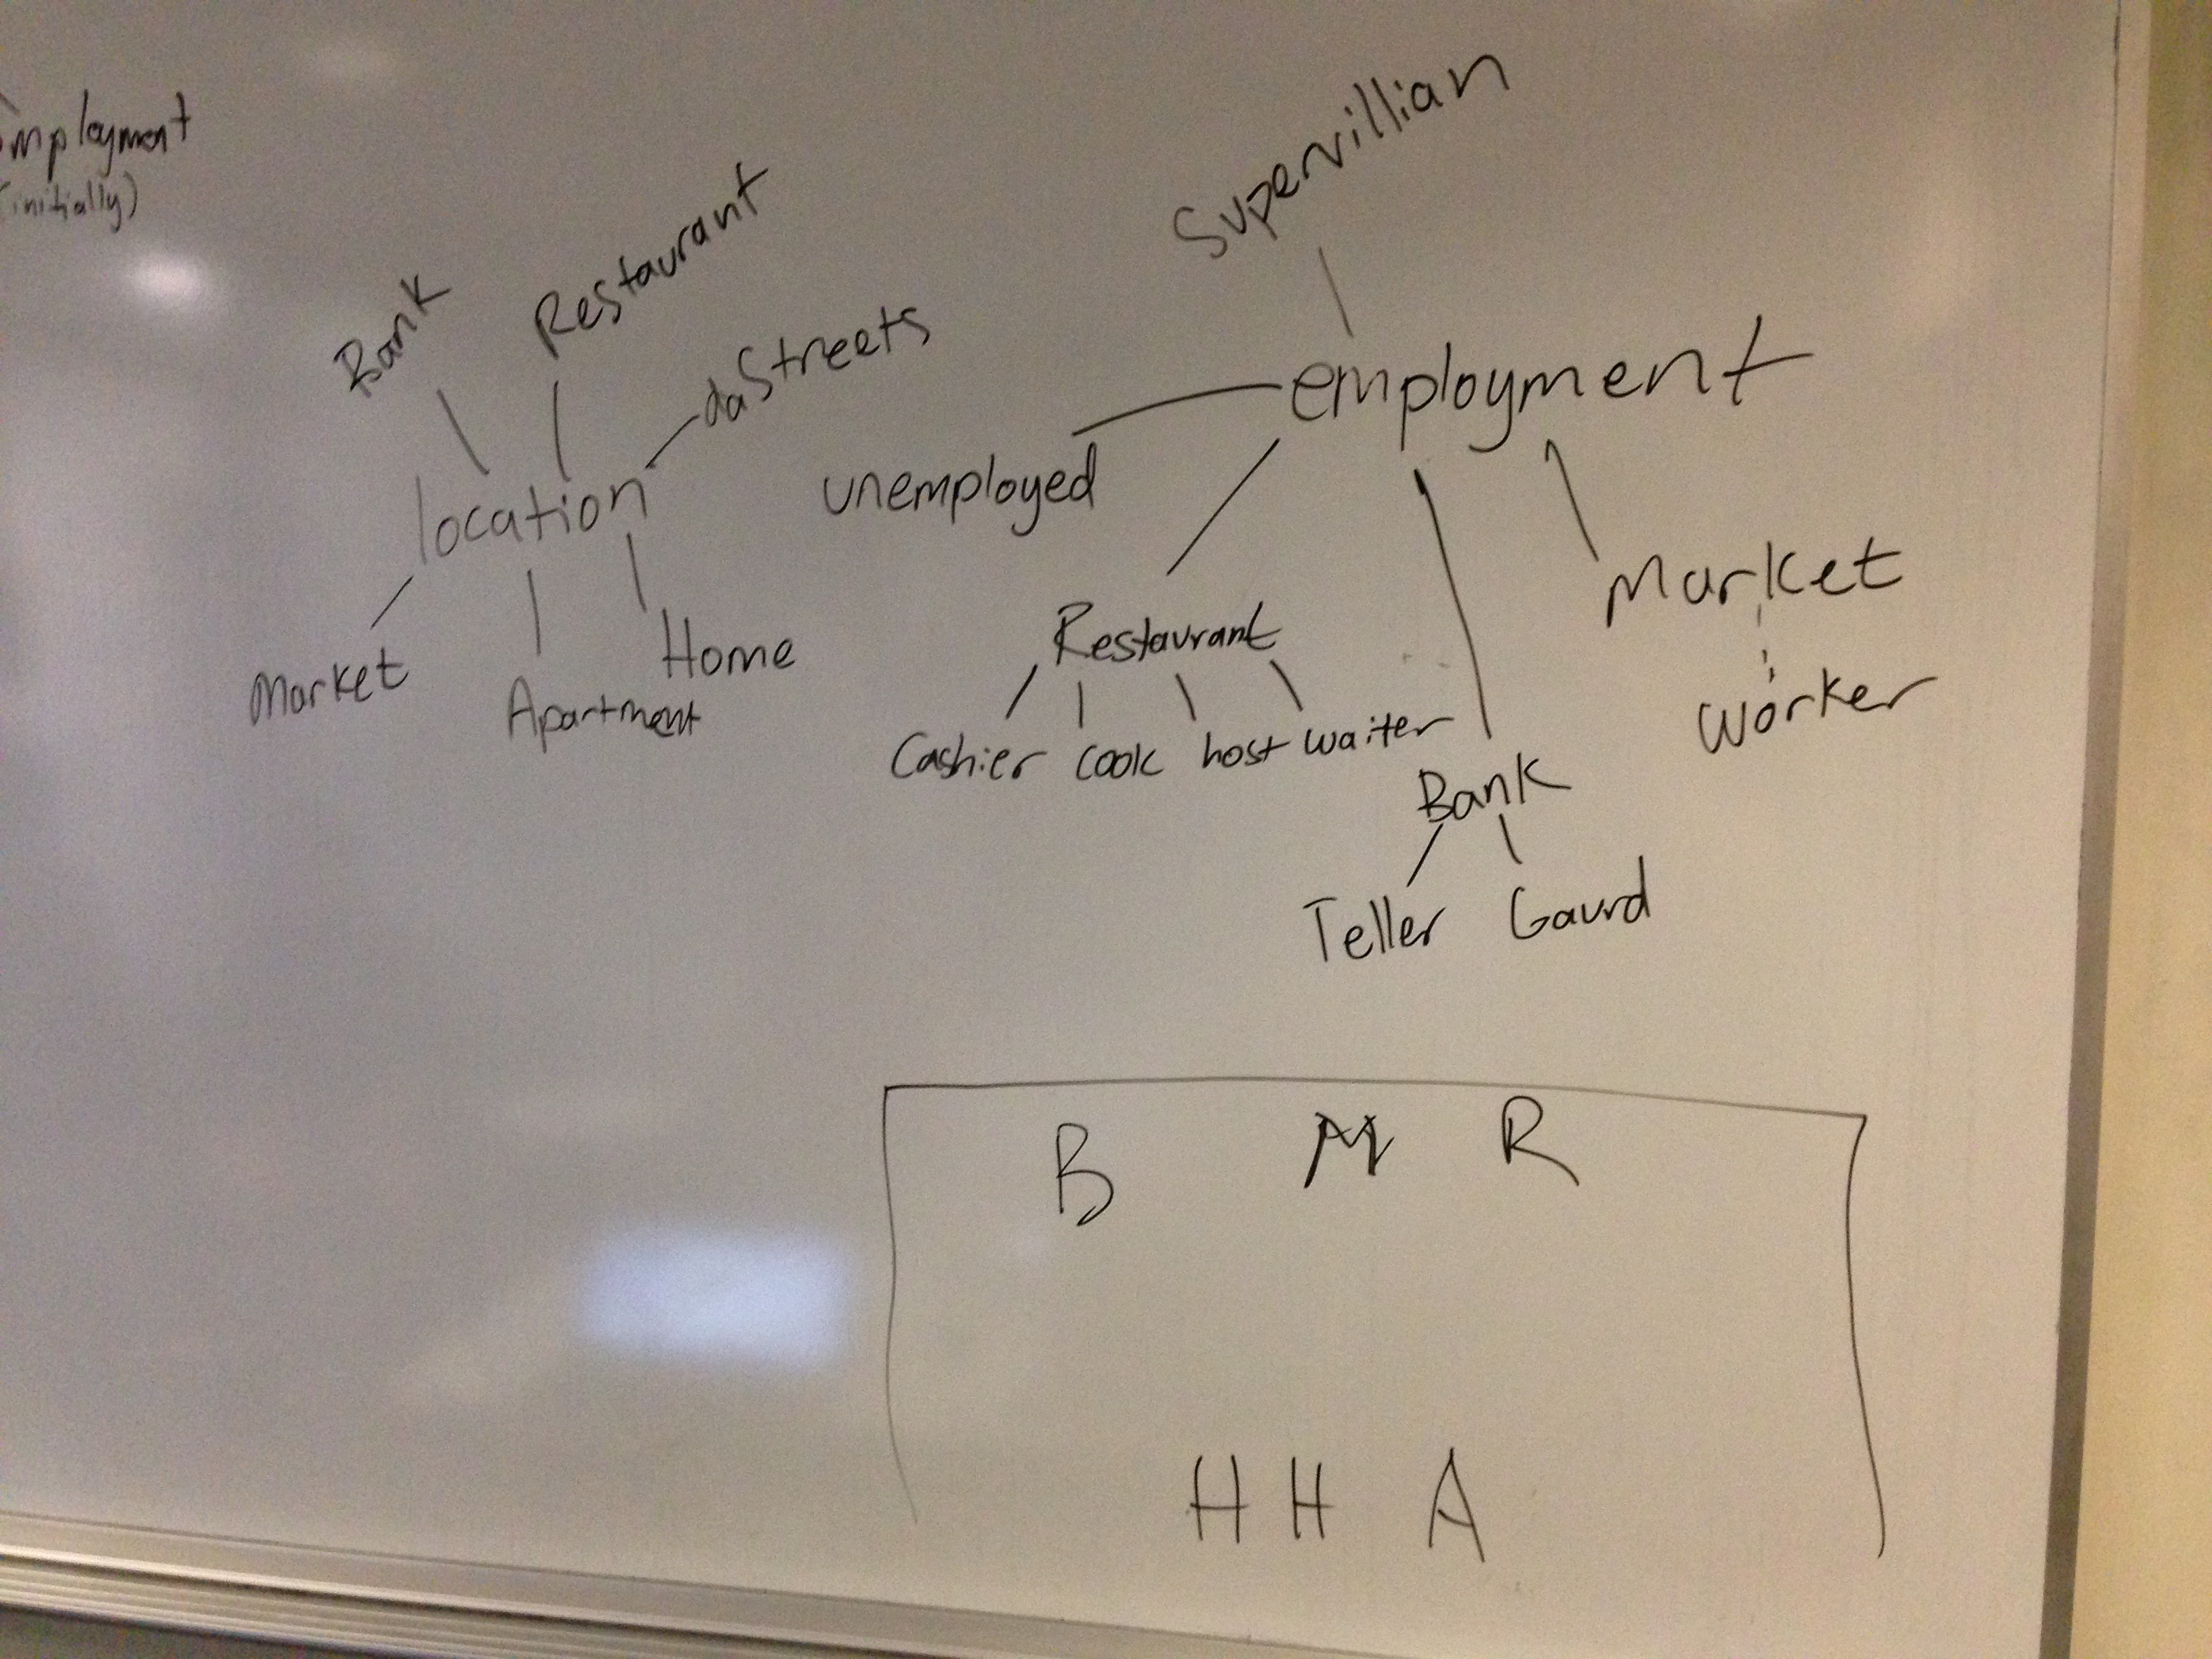 mployment
(initially)
Bank
Restaurant
daStreets
location
Market
Apartment
Home
Supervillian
employment
unemployed
Restaurant
Cashier cook host waiter
Market
worker
Bank
Teller Gaurd
B M R
H H A